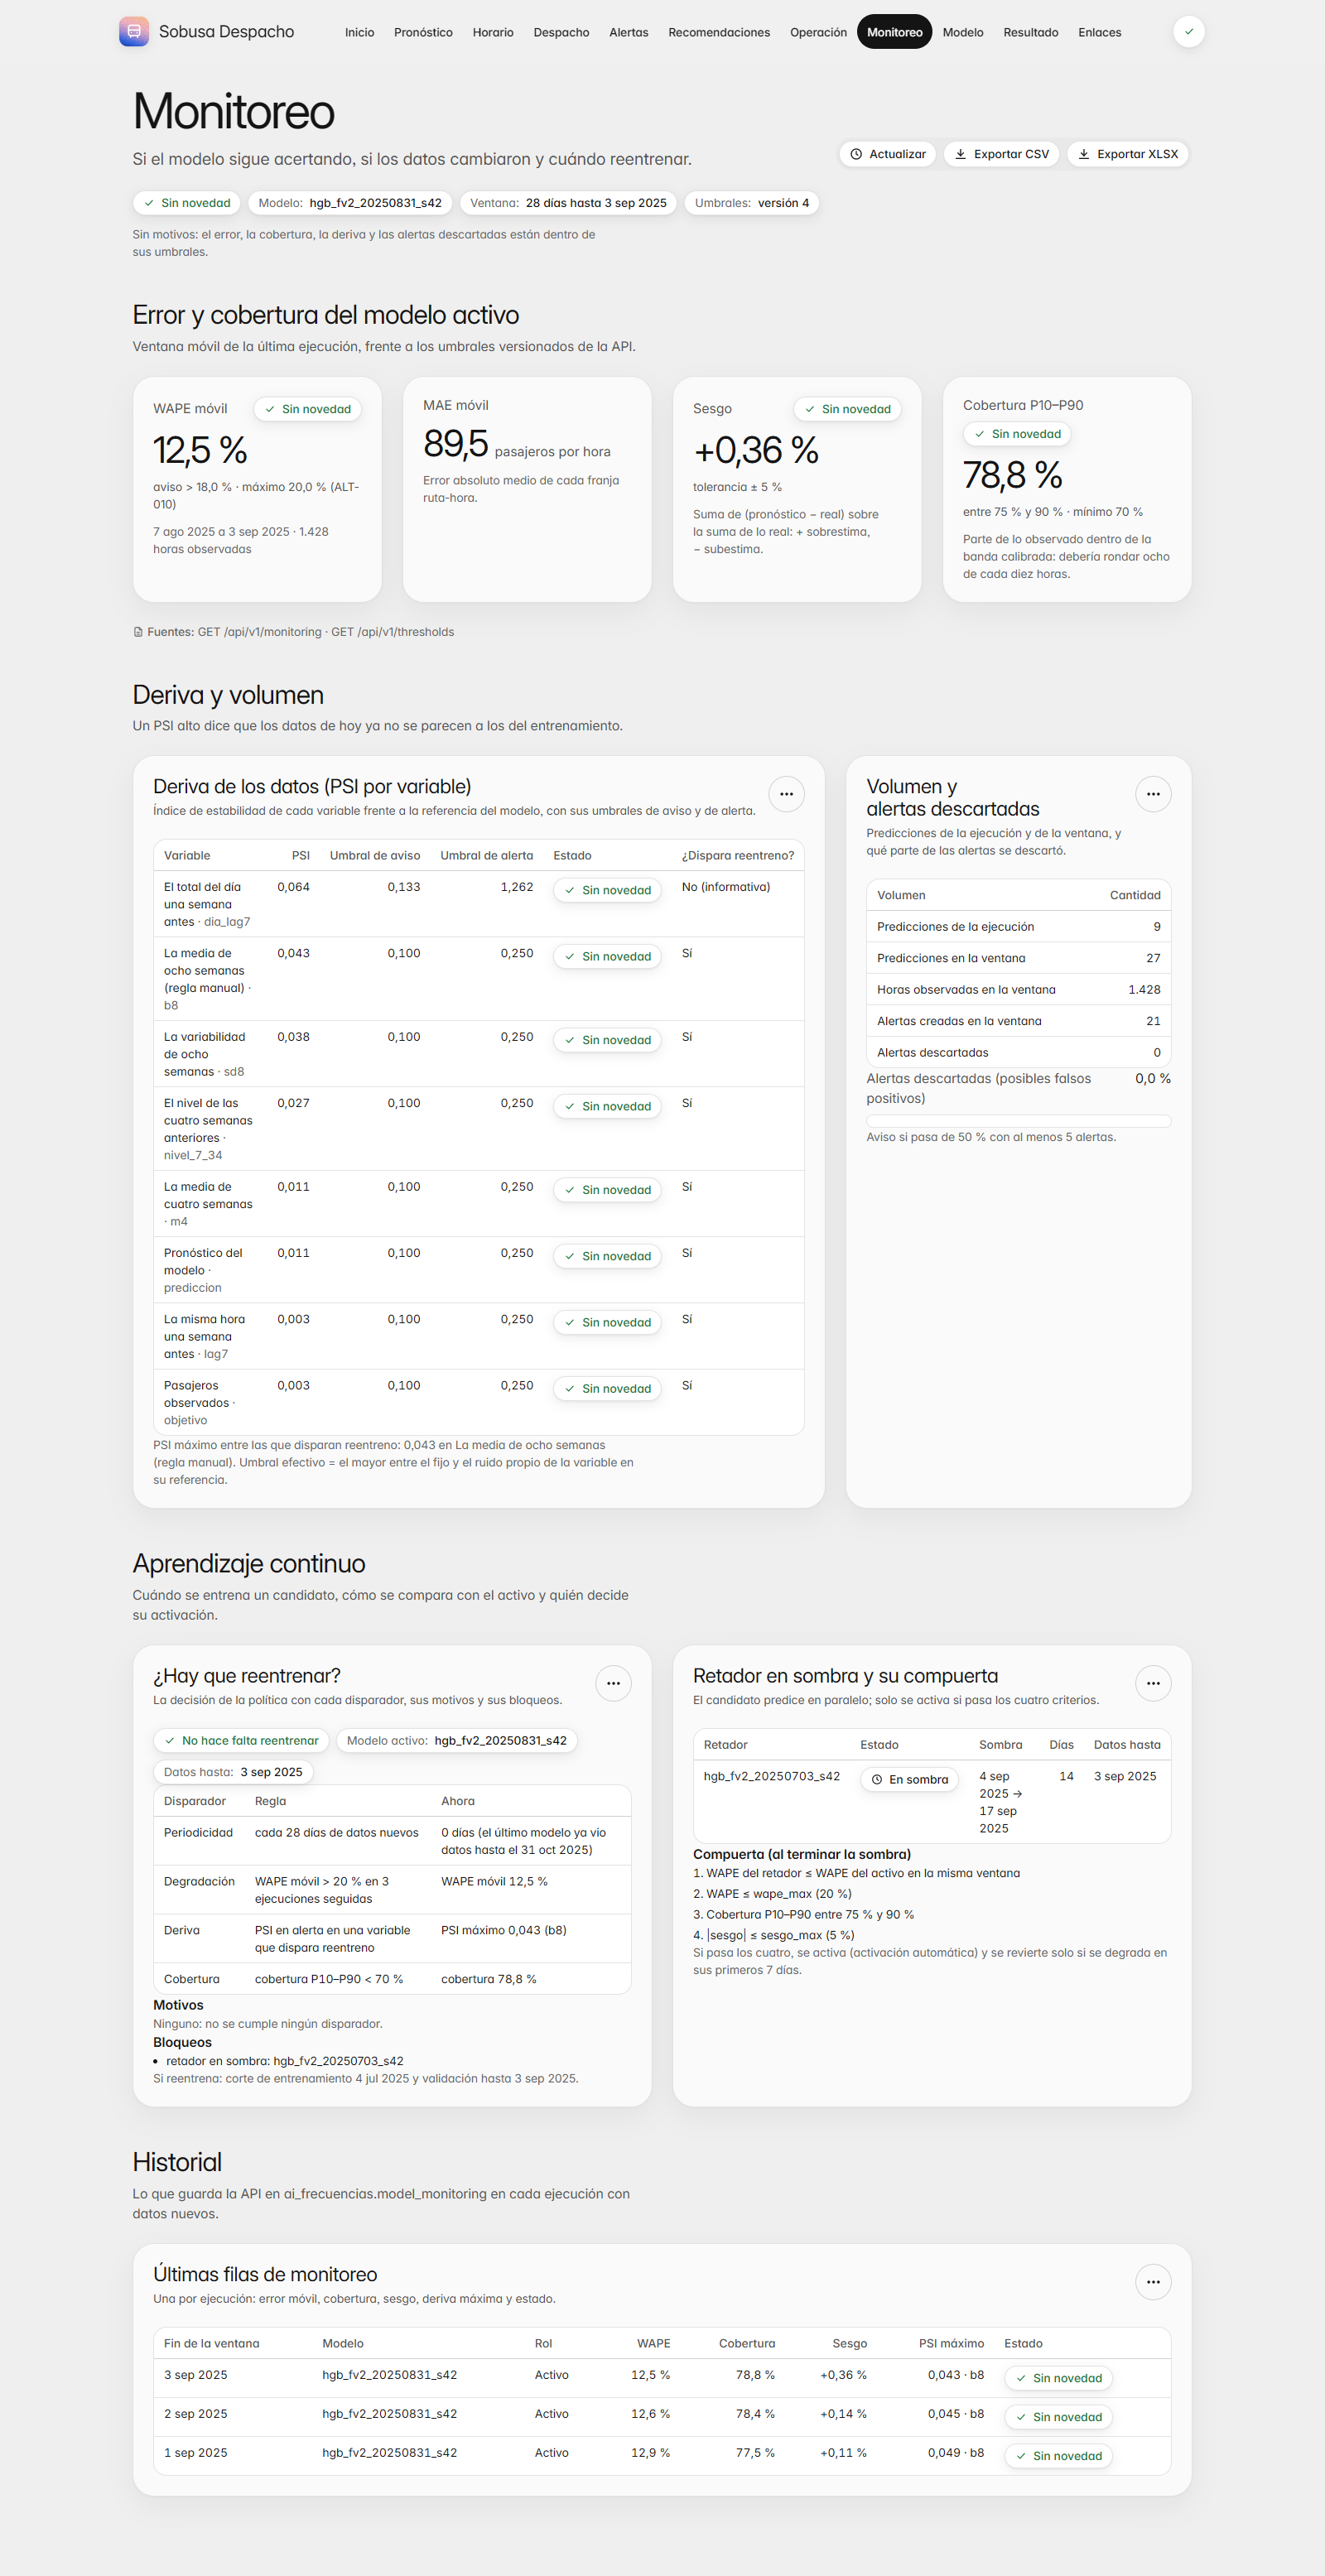 Sobusa Despacho
Inicio Pronóstico Horario Despacho Alertas Recomendaciones Operación Monitoreo Modelo Resultado Enlaces
Monitoreo
Si el modelo sigue acertando, si los datos cambiaron y cuándo reentrenar.
Actualizar Exportar CSV Exportar XLSX
Sin novedad Modelo: hgb_fv2_20250831_s42 Ventana: 28 días hasta 3 sep 2025 Umbrales: versión 4
Sin motivos: el error, la cobertura, la deriva y las alertas descartadas están dentro de
sus umbrales.
Error y cobertura del modelo activo
Ventana móvil de la última ejecución, frente a los umbrales versionados de la API.
WAPE móvil Sin novedad
12,5 %
aviso > 18,0 % · máximo 20,0 % (ALT-
010)
7 ago 2025 a 3 sep 2025 · 1.428
horas observadas
MAE móvil
89,5 pasajeros por hora
Error absoluto medio de cada franja
ruta-hora.
Sesgo Sin novedad
+0,36 %
tolerancia ± 5 %
Suma de (pronóstico − real) sobre
la suma de lo real: + sobrestima,
− subestima.
Cobertura P10–P90
Sin novedad
78,8 %
entre 75 % y 90 % · mínimo 70 %
Parte de lo observado dentro de la
banda calibrada: debería rondar ocho
de cada diez horas.
Fuentes: GET /api/v1/monitoring · GET /api/v1/thresholds
Deriva y volumen
Un PSI alto dice que los datos de hoy ya no se parecen a los del entrenamiento.
Deriva de los datos (PSI por variable)
Índice de estabilidad de cada variable frente a la referencia del modelo, con sus umbrales de aviso y de alerta.
Variable PSI Umbral de aviso Umbral de alerta Estado ¿Dispara reentreno?
El total del día 0,064 0,133 1,262 Sin novedad No (informativa)
una semana
antes · dia_lag7
La media de 0,043 0,100 0,250 Sin novedad Sí
ocho semanas
(regla manual) ·
b8
La variabilidad 0,038 0,100 0,250 Sin novedad Sí
de ocho
semanas · sd8
El nivel de las 0,027 0,100 0,250 Sin novedad Sí
cuatro semanas
anteriores ·
nivel_7_34
La media de 0,011 0,100 0,250 Sin novedad Sí
cuatro semanas
· m4
Pronóstico del 0,011 0,100 0,250 Sin novedad Sí
modelo ·
prediccion
La misma hora 0,003 0,100 0,250 Sin novedad Sí
una semana
antes · lag7
Pasajeros 0,003 0,100 0,250 Sin novedad Sí
observados ·
objetivo
PSI máximo entre las que disparan reentreno: 0,043 en La media de ocho semanas
(regla manual). Umbral efectivo = el mayor entre el fijo y el ruido propio de la variable en
su referencia.
Volumen y
alertas descartadas
Predicciones de la ejecución y de la ventana, y
qué parte de las alertas se descartó.
Volumen Cantidad
Predicciones de la ejecución 9
Predicciones en la ventana 27
Horas observadas en la ventana 1.428
Alertas creadas en la ventana 21
Alertas descartadas 0
Alertas descartadas (posibles falsos 0,0 %
positivos)
Aviso si pasa de 50 % con al menos 5 alertas.
Aprendizaje continuo
Cuándo se entrena un candidato, cómo se compara con el activo y quién decide
su activación.
¿Hay que reentrenar?
La decisión de la política con cada disparador, sus motivos y sus bloqueos.
No hace falta reentrenar Modelo activo: hgb_fv2_20250831_s42
Datos hasta: 3 sep 2025
Disparador Regla Ahora
Periodicidad cada 28 días de datos nuevos 0 días (el último modelo ya vio
datos hasta el 31 oct 2025)
Degradación WAPE móvil > 20 % en 3 WAPE móvil 12,5 %
ejecuciones seguidas
Deriva PSI en alerta en una variable PSI máximo 0,043 (b8)
que dispara reentreno
Cobertura cobertura P10–P90 < 70 % cobertura 78,8 %
Motivos
Ninguno: no se cumple ningún disparador.
Bloqueos
• retador en sombra: hgb_fv2_20250703_s42
Si reentrena: corte de entrenamiento 4 jul 2025 y validación hasta 3 sep 2025.
Retador en sombra y su compuerta
El candidato predice en paralelo; solo se activa si pasa los cuatro criterios.
Retador Estado Sombra Días Datos hasta
hgb_fv2_20250703_s42 En sombra 4 sep 14 3 sep 2025
2025 →
17 sep
2025
Compuerta (al terminar la sombra)
1. WAPE del retador ≤ WAPE del activo en la misma ventana
2. WAPE ≤ wape_max (20 %)
3. Cobertura P10–P90 entre 75 % y 90 %
4. |sesgo| ≤ sesgo_max (5 %)
Si pasa los cuatro, se activa (activación automática) y se revierte solo si se degrada en
sus primeros 7 días.
Historial
Lo que guarda la API en ai_frecuencias.model_monitoring en cada ejecución con
datos nuevos.
Últimas filas de monitoreo
Una por ejecución: error móvil, cobertura, sesgo, deriva máxima y estado.
Fin de la ventana Modelo Rol WAPE Cobertura Sesgo PSI máximo Estado
3 sep 2025 hgb_fv2_20250831_s42 Activo 12,5 % 78,8 % +0,36 % 0,043 · b8 Sin novedad
2 sep 2025 hgb_fv2_20250831_s42 Activo 12,6 % 78,4 % +0,14 % 0,045 · b8 Sin novedad
1 sep 2025 hgb_fv2_20250831_s42 Activo 12,9 % 77,5 % +0,11 % 0,049 · b8 Sin novedad